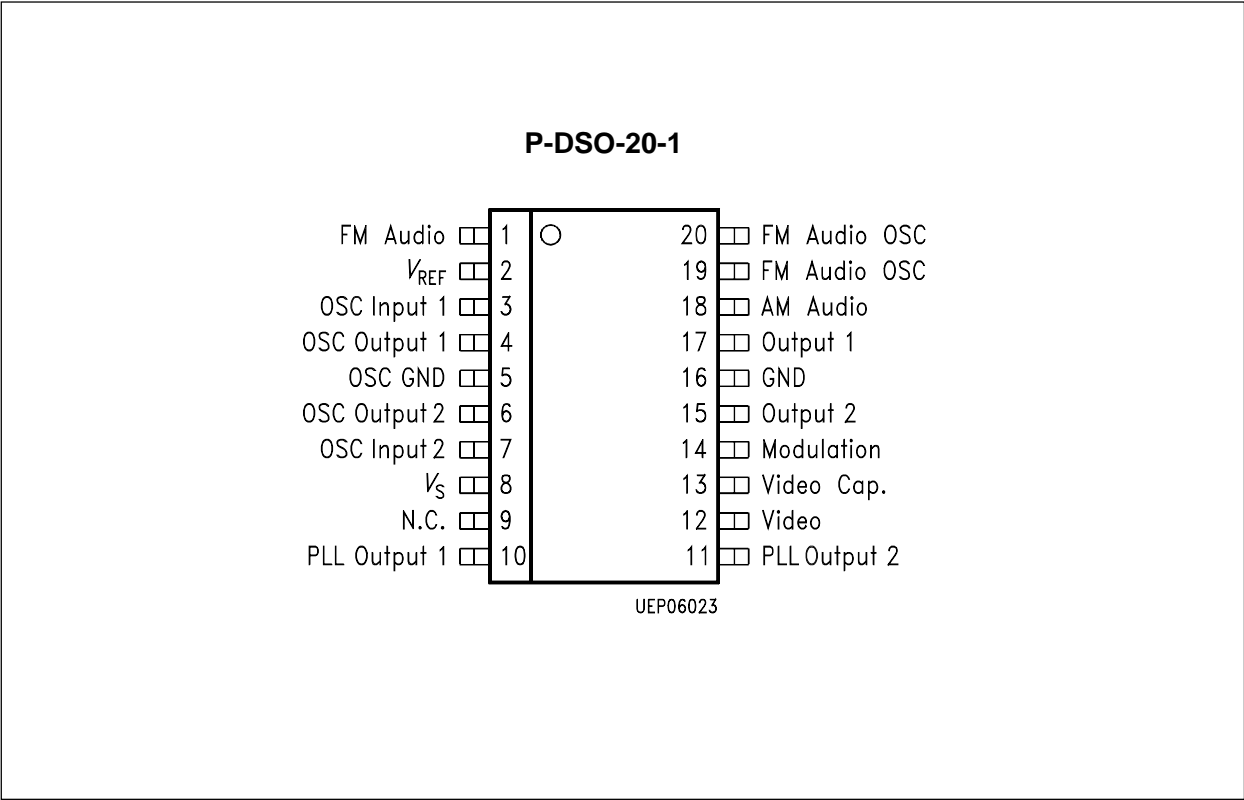 P-DSO-20-1
FM Audio 1 20 FM Audio OSC
VREF 2 19 FM Audio OSC
OSC Input 1 3 18 AM Audio
OSC Output 1 4 17 Output 1
OSC GND 5 16 GND
OSC Output 2 6 15 Output 2
OSC Input 2 7 14 Modulation
VS 8 13 Video Cap.
N.C. 9 12 Video
PLL Output 1 10 11 PLL Output 2
UEP06023